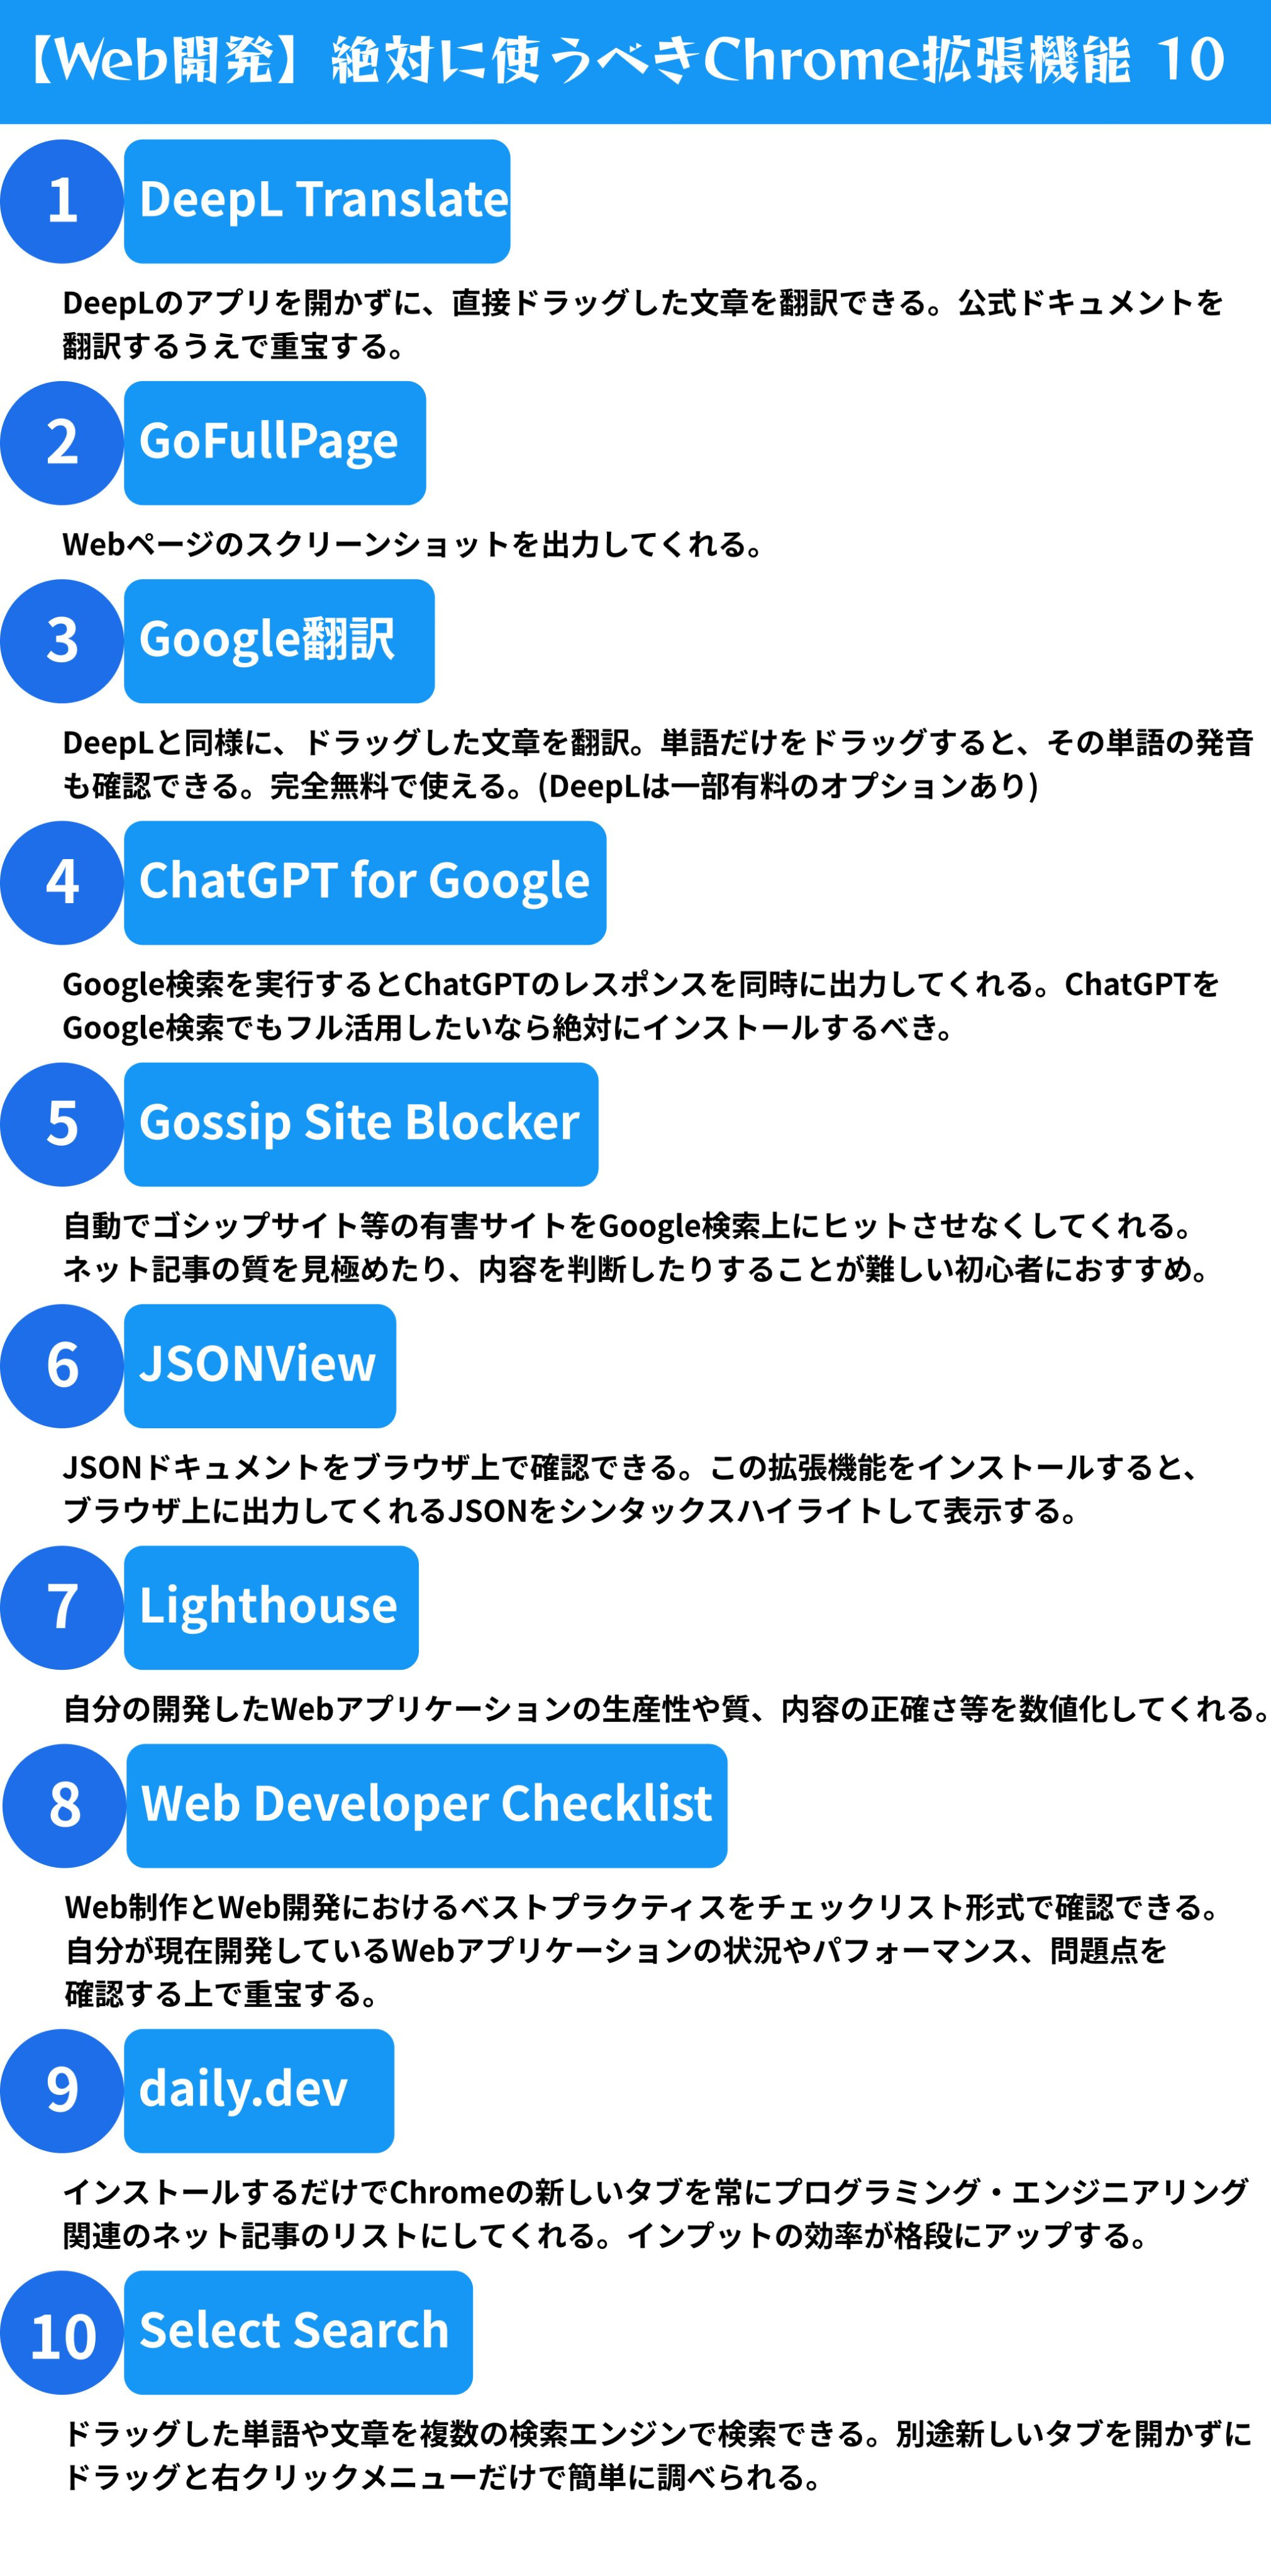 【Web開発】絶対に使うべきChrome拡張機能 10
1
DeepL Translate
DeepLのアプリを開かずに、直接ドラッグした文章を翻訳できる。公式ドキュメントを
翻訳するうえで重宝する。
2
GoFullPage
Webページのスクリーンショットを出力してくれる。
3
Google翻訳
DeepLと同様に、ドラッグした文章を翻訳。単語だけをドラッグすると、その単語の発音
も確認できる。完全無料で使える。(DeepLは一部有料のオプションあり)
4
ChatGPT for Google
Google検索を実行するとChatGPTのレスポンスを同時に出力してくれる。ChatGPTを
Google検索でもフル活用したいなら絶対にインストールするべき。
5
Gossip Site Blocker
自動でゴシップサイト等の有害サイトをGoogle検索上にヒットさせなくしてくれる。
ネット記事の質を見極めたり、内容を判断したりすることが難しい初心者におすすめ。
6
JSONView
JSONドキュメントをブラウザ上で確認できる。この拡張機能をインストールすると、
ブラウザ上に出力してくれるJSONをシンタックスハイライトして表示する。
7
Lighthouse
自分の開発したWebアプリケーションの生産性や質、内容の正確さ等を数値化してくれる。
8
Web Developer Checklist
Web制作とWeb開発におけるベストプラクティスをチェックリスト形式で確認できる。
自分が現在開発しているWebアプリケーションの状況やパフォーマンス、問題点を
確認する上で重宝する。
9
daily.dev
インストールするだけでChromeの新しいタブを常にプログラミング・エンジニアリング
関連のネット記事のリストにしてくれる。インプットの効率が格段にアップする。
10
Select Search
ドラッグした単語や文章を複数の検索エンジンで検索できる。別途新しいタブを開かずに
ドラッグと右クリックメニューだけで簡単に調べられる。